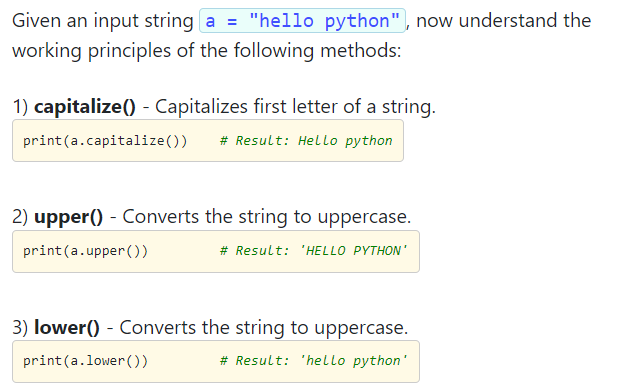 Given an input string a = "hello python", now understand the
working principles of the following methods:
1) capitalize() - Capitalizes first letter of a string.
print(a.capitalize())    # Result: Hello python
2) upper() - Converts the string to uppercase.
print(a.upper())         # Result: 'HELLO PYTHON'
3) lower() - Converts the string to uppercase.
print(a.lower())         # Result: 'hello python'